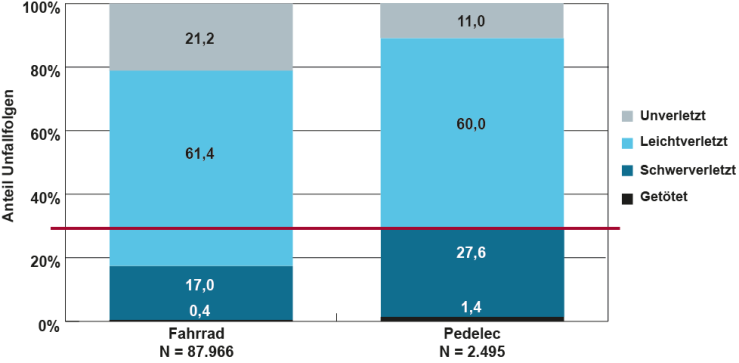 100%
80%
60%
40%
20%
0%
Anteil Unfallfolgen
21,2
61,4
17,0
0,4
11,0
60,0
27,6
1,4
Fahrrad
N = 87.966
Pedelec
N = 2.495
Unverletzt
Leichtverletzt
Schwerverletzt
Getötet